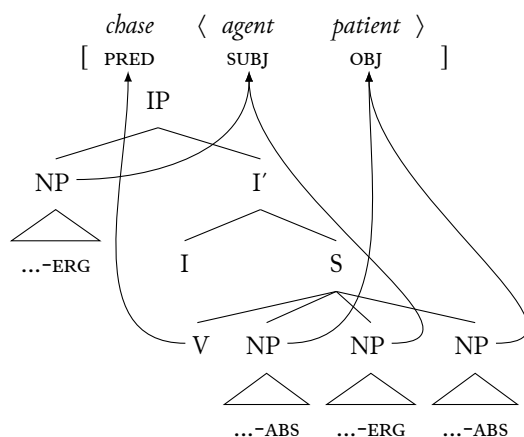 chase ⟨ agent patient ⟩
[ PRED SUBJ OBJ ]
IP
NP I′
...-ERG I S
V NP NP NP
...-ABS ...-ERG ...-ABS